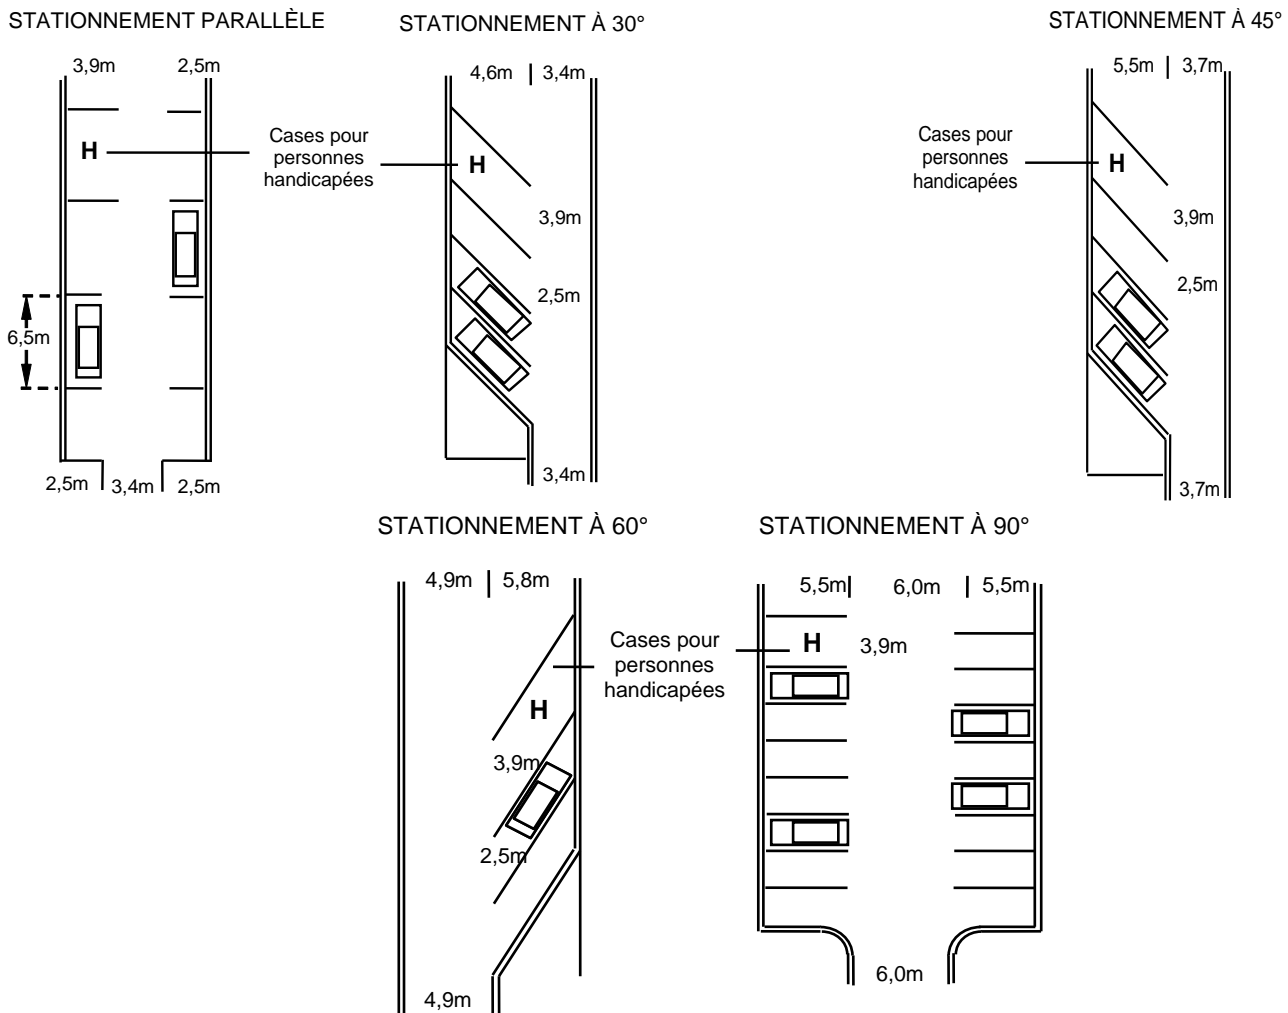 STATIONNEMENT PARALLÈLE
3,9m 2,5m
H
6,5m
2,5m 3,4m 2,5m
Cases pour
personnes
handicapées
STATIONNEMENT À 30°
4,6m 3,4m
H
3,9m
2,5m
3,4m
STATIONNEMENT À 45°
5,5m 3,7m
Cases pour
personnes
handicapées
H
3,9m
2,5m
3,7m
STATIONNEMENT À 60°
4,9m 5,8m
H
3,9m
2,5m
4,9m
Cases pour
personnes
handicapées
STATIONNEMENT À 90°
5,5m 6,0m 5,5m
H 3,9m
6,0m